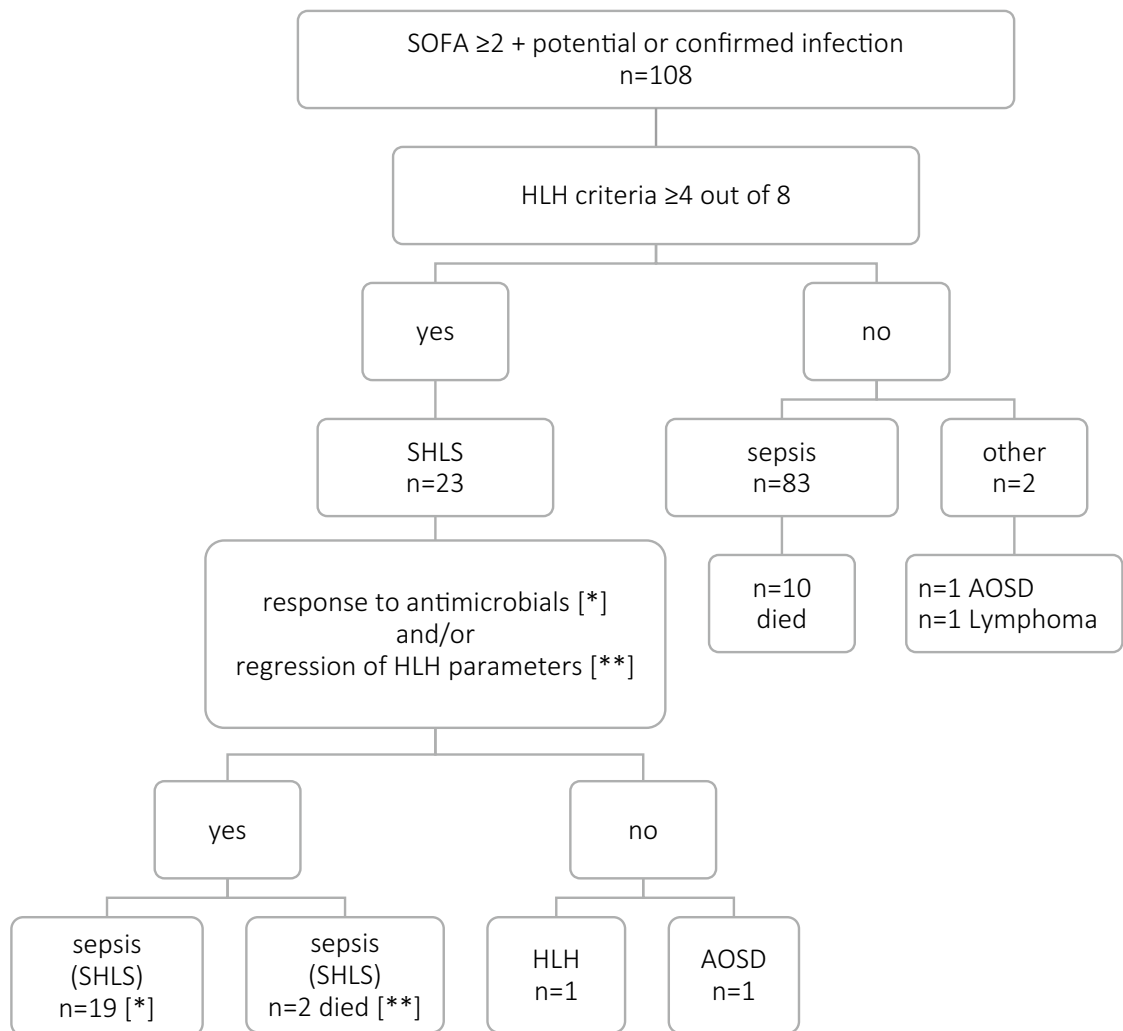 SOFA ≥2 + potential or confirmed infection
n=108
HLH criteria ≥4 out of 8
yes
no
SHLS
n=23
sepsis
n=83
other
n=2
response to antimicrobials [*]
and/or
regression of HLH parameters [**]
n=10
died
n=1 AOSD
n=1 Lymphoma
yes
no
sepsis
(SHLS)
n=19 [*]
sepsis
(SHLS)
n=2 died [**]
HLH
n=1
AOSD
n=1